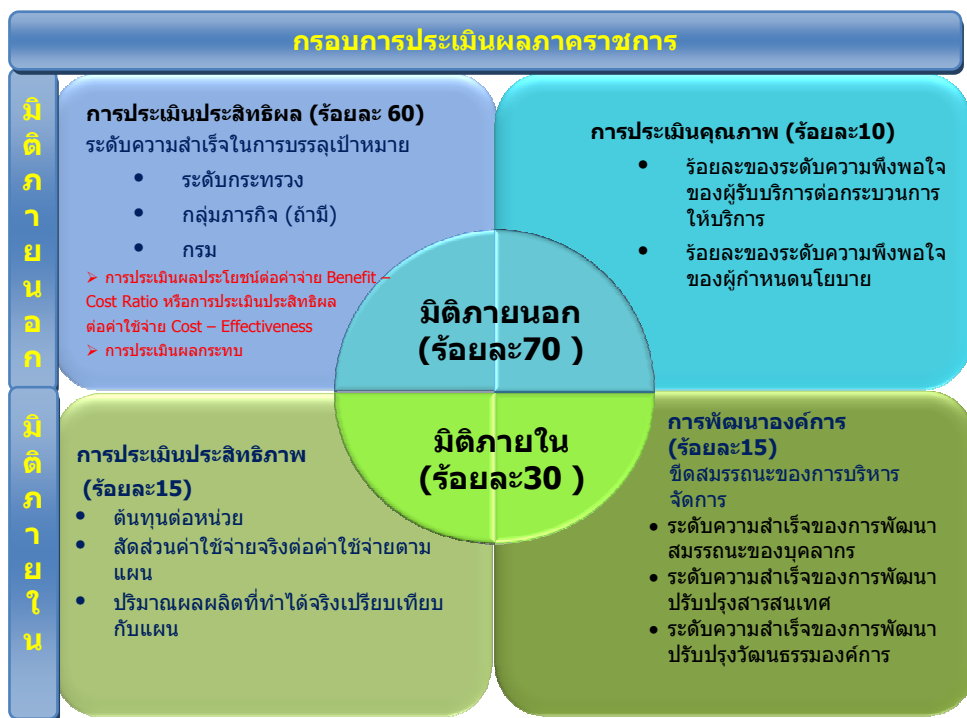 กรอบการประเมินผลภาคราชการ
มิติภายนอก
การประเมินประสิทธิผล (ร้อยละ 60)
ระดับความสำเร็จในการบรรลุเป้าหมาย
• ระดับกระทรวง
• กลุ่มภารกิจ (ถ้ามี)
• กรม
➢ การประเมินผลประโยชน์ต่อค่าจ่าย Benefit –
Cost Ratio หรือการประเมินประสิทธิผล
ต่อค่าใช้จ่าย Cost – Effectiveness
➢ การประเมินผลกระทบ
การประเมินคุณภาพ (ร้อยละ10)
• ร้อยละของระดับความพึงพอใจ
ของผู้รับบริการต่อกระบวนการ
ให้บริการ
• ร้อยละของระดับความพึงพอใจ
ของผู้กำหนดนโยบาย
มิติภายนอก
(ร้อยละ70 )
มิติภายใน
(ร้อยละ30 )
มิติภายใน
การประเมินประสิทธิภาพ
(ร้อยละ15)
• ต้นทุนต่อหน่วย
• สัดส่วนค่าใช้จ่ายจริงต่อค่าใช้จ่ายตาม
แผน
• ปริมาณผลผลิตที่ทำได้จริงเปรียบเทียบ
กับแผน
การพัฒนาองค์การ
(ร้อยละ15)
ขีดสมรรถนะของการบริหาร
จัดการ
• ระดับความสำเร็จของการพัฒนา
สมรรถนะของบุคลากร
• ระดับความสำเร็จของการพัฒนา
ปรับปรุงสารสนเทศ
• ระดับความสำเร็จของการพัฒนา
ปรับปรุงวัฒนธรรมองค์การ